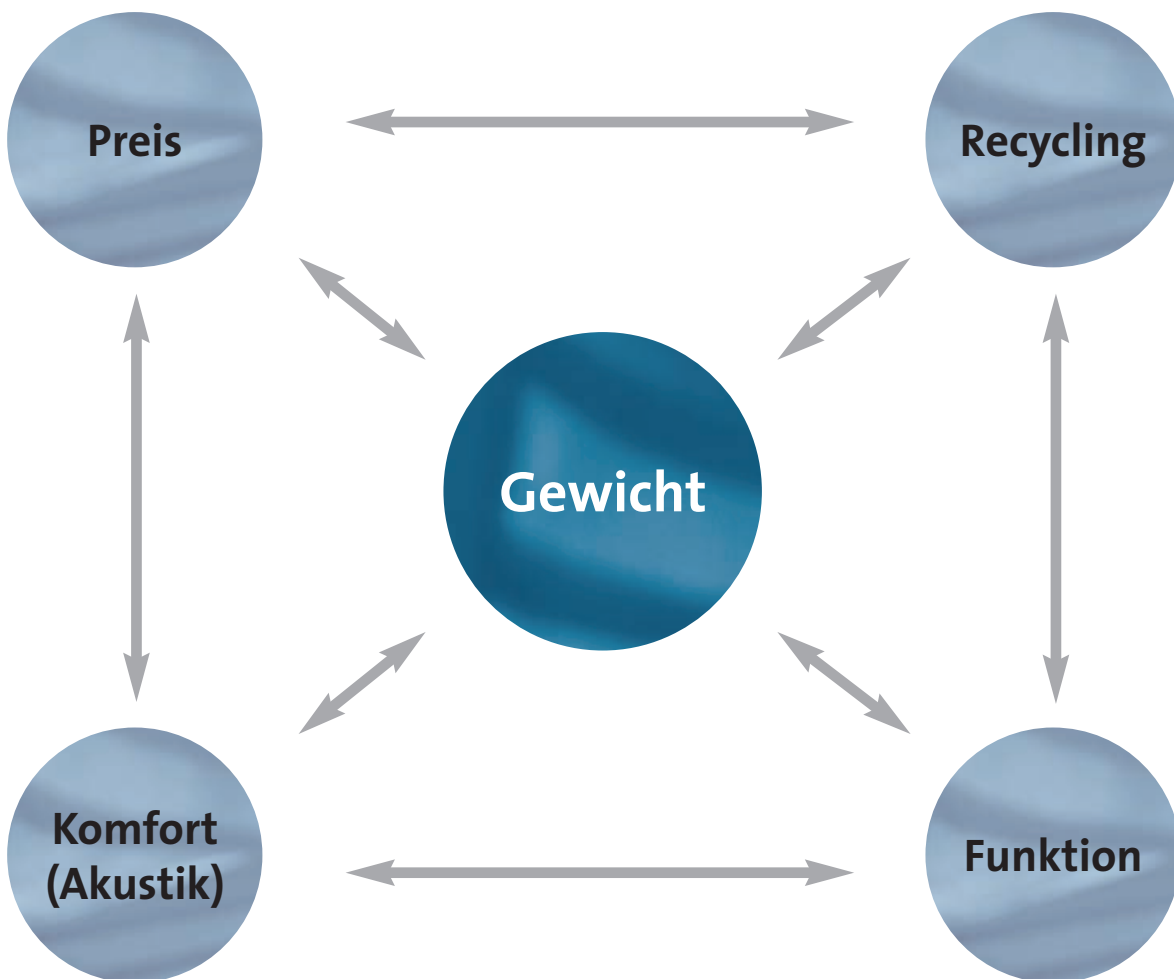 Preis
Recycling
Gewicht
Komfort
(Akustik)
Funktion